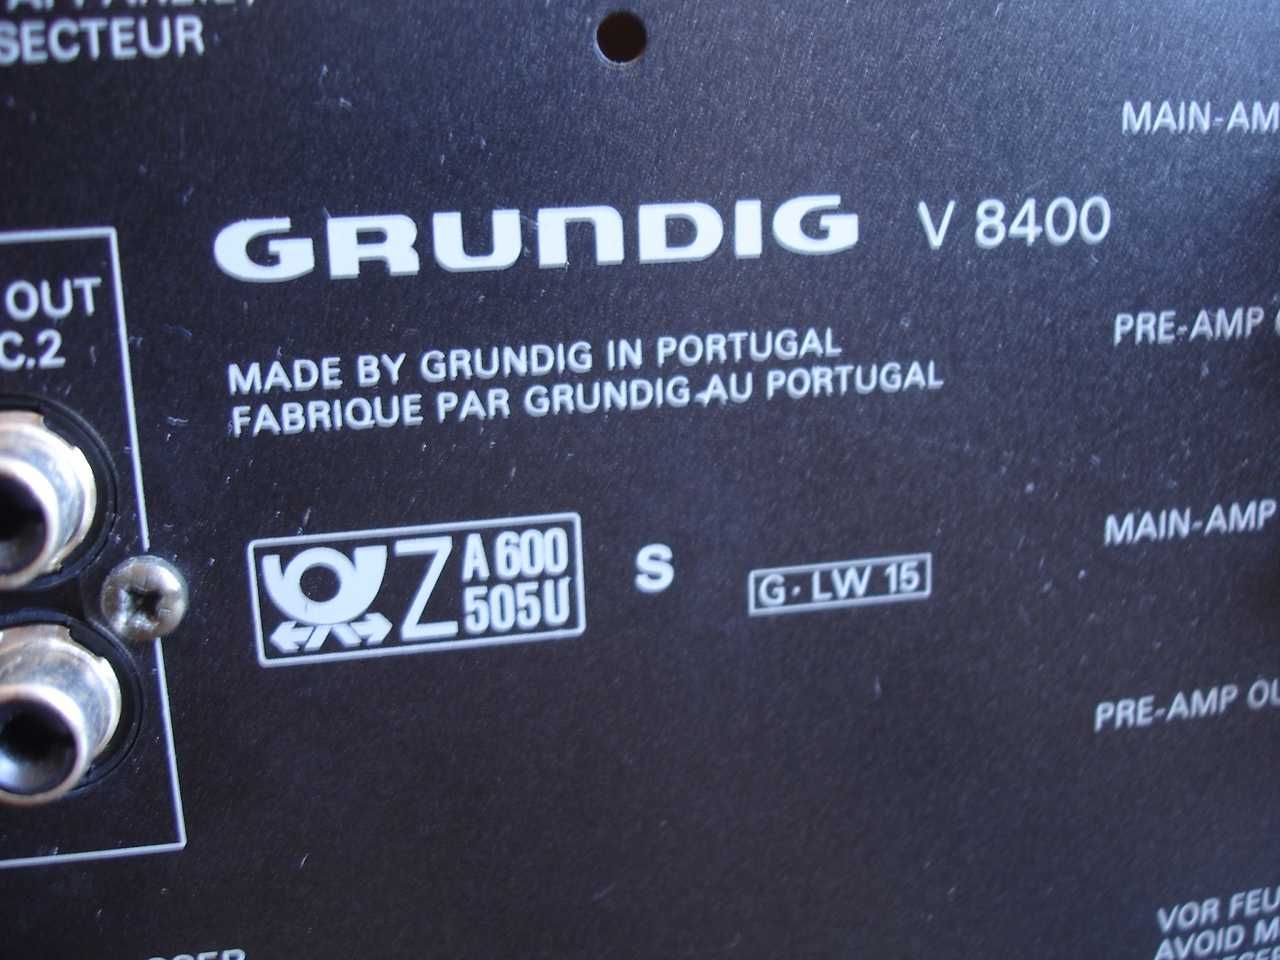 SECTEUR
MAIN-AM
GRUNDIG V 8400
OUT
C.2
PRE-AMP
MADE BY GRUNDIG IN PORTUGAL
FABRIQUE PAR GRUNDIG AU PORTUGAL
MAIN-AMP
Z A 600
505U
S
G·LW 15
PRE-AMP OU
VOR FEU
AVOID M